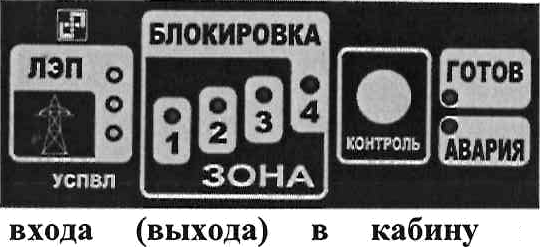 БЛОКИРОВКА
ЛЭП
ГОТОВ
1 2 3 4
КОНТРОЛЬ
АВАРИЯ
ЗОНА
УСПВЛ
входа (выхода) в кабину